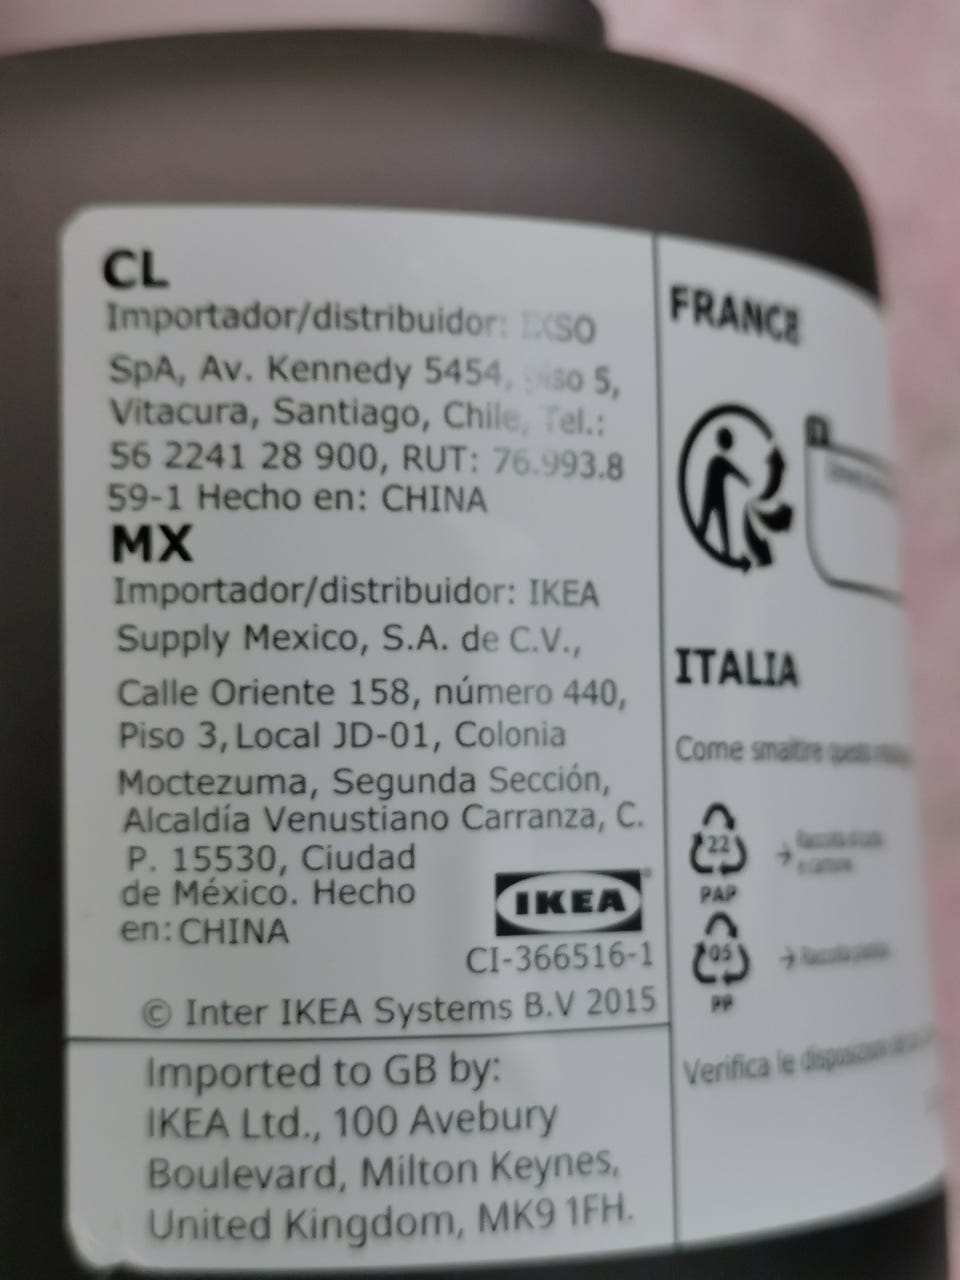 CL
Importador/distribuidor: IXSO
SpA, Av. Kennedy 5454, piso 5,
Vitacura, Santiago, Chile, Tel.:
56 2241 28 900, RUT: 76.993.8
59-1 Hecho en: CHINA
MX
Importador/distribuidor: IKEA
Supply Mexico, S.A. de C.V.,
Calle Oriente 158, número 440,
Piso 3, Local JD-01, Colonia
Moctezuma, Segunda Sección,
Alcaldía Venustiano Carranza, C.
P. 15530, Ciudad
de México. Hecho
en: CHINA
IKEA
CI-366516-1
© Inter IKEA Systems B.V 2015
Imported to GB by:
IKEA Ltd., 100 Avebury
Boulevard, Milton Keynes,
United Kingdom, MK9 1FH.
FRANCE
ITALIA
Come smaltire questo
22
PAP
05
PP
Verifica le disposizioni